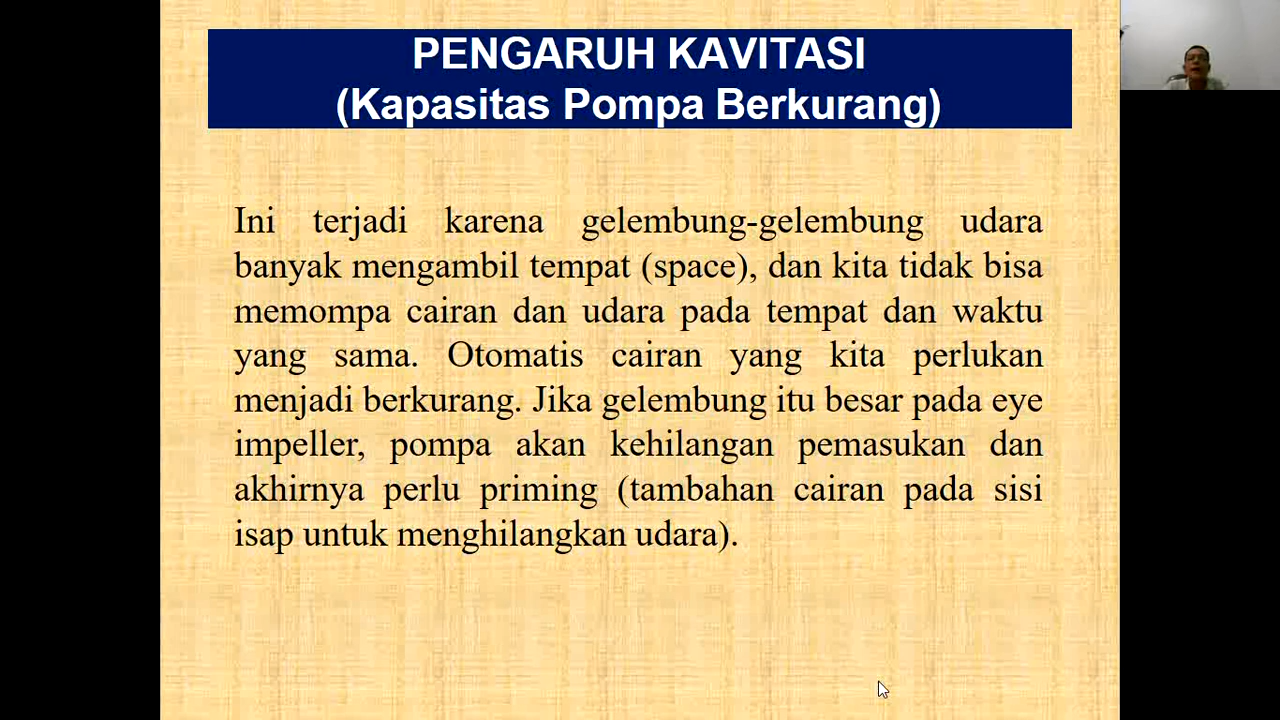 PENGARUH KAVITASI
(Kapasitas Pompa Berkurang)
Ini terjadi karena gelembung-gelembung udara
banyak mengambil tempat (space), dan kita tidak bisa
memompa cairan dan udara pada tempat dan waktu
yang sama. Otomatis cairan yang kita perlukan
menjadi berkurang. Jika gelembung itu besar pada eye
impeller, pompa akan kehilangan pemasukan dan
akhirnya perlu priming (tambahan cairan pada sisi
isap untuk menghilangkan udara).